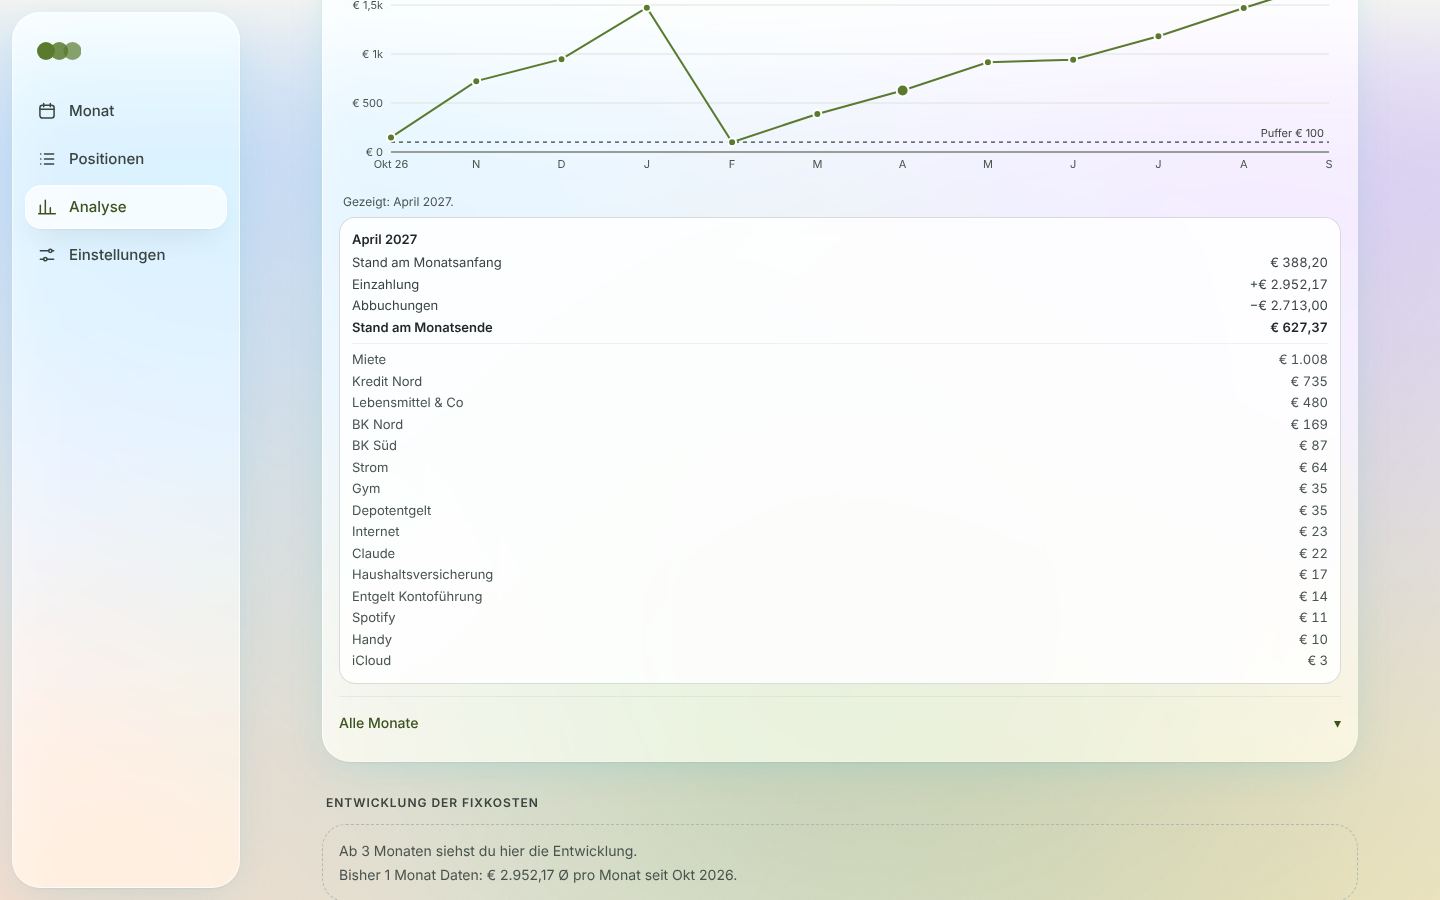 Monat
Positionen
Analyse
Einstellungen
€ 1,5k
€ 1k
€ 500
Puffer € 100
€ 0
Okt 26 N D J F M A M J J A S
Gezeigt: April 2027.
April 2027
Stand am Monatsanfang € 388,20
Einzahlung +€ 2.952,17
Abbuchungen −€ 2.713,00
Stand am Monatsende € 627,37
Miete € 1.008
Kredit Nord € 735
Lebensmittel & Co € 480
BK Nord € 169
BK Süd € 87
Strom € 64
Gym € 35
Depotentgelt € 35
Internet € 23
Claude € 22
Haushaltsversicherung € 17
Entgelt Kontoführung € 14
Spotify € 11
Handy € 10
iCloud € 3
Alle Monate ▼
ENTWICKLUNG DER FIXKOSTEN
Ab 3 Monaten siehst du hier die Entwicklung.
Bisher 1 Monat Daten: € 2.952,17 Ø pro Monat seit Okt 2026.